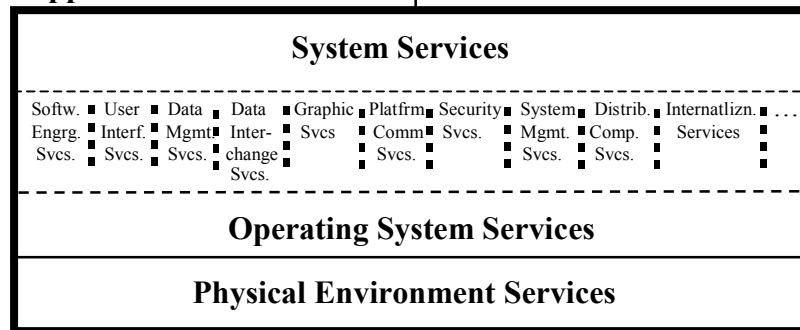 System Services
Softw. User Data Data Graphic Platfrm Security System Distrib. Internatlizn. ...
Engrg. Interf. Mgmt. Inter- Svcs Comm Svcs. Mgmt. Comp. Services
Svcs. Svcs. Svcs. change Svcs. Svcs. Svcs.
Svcs.
Operating System Services
Physical Environment Services